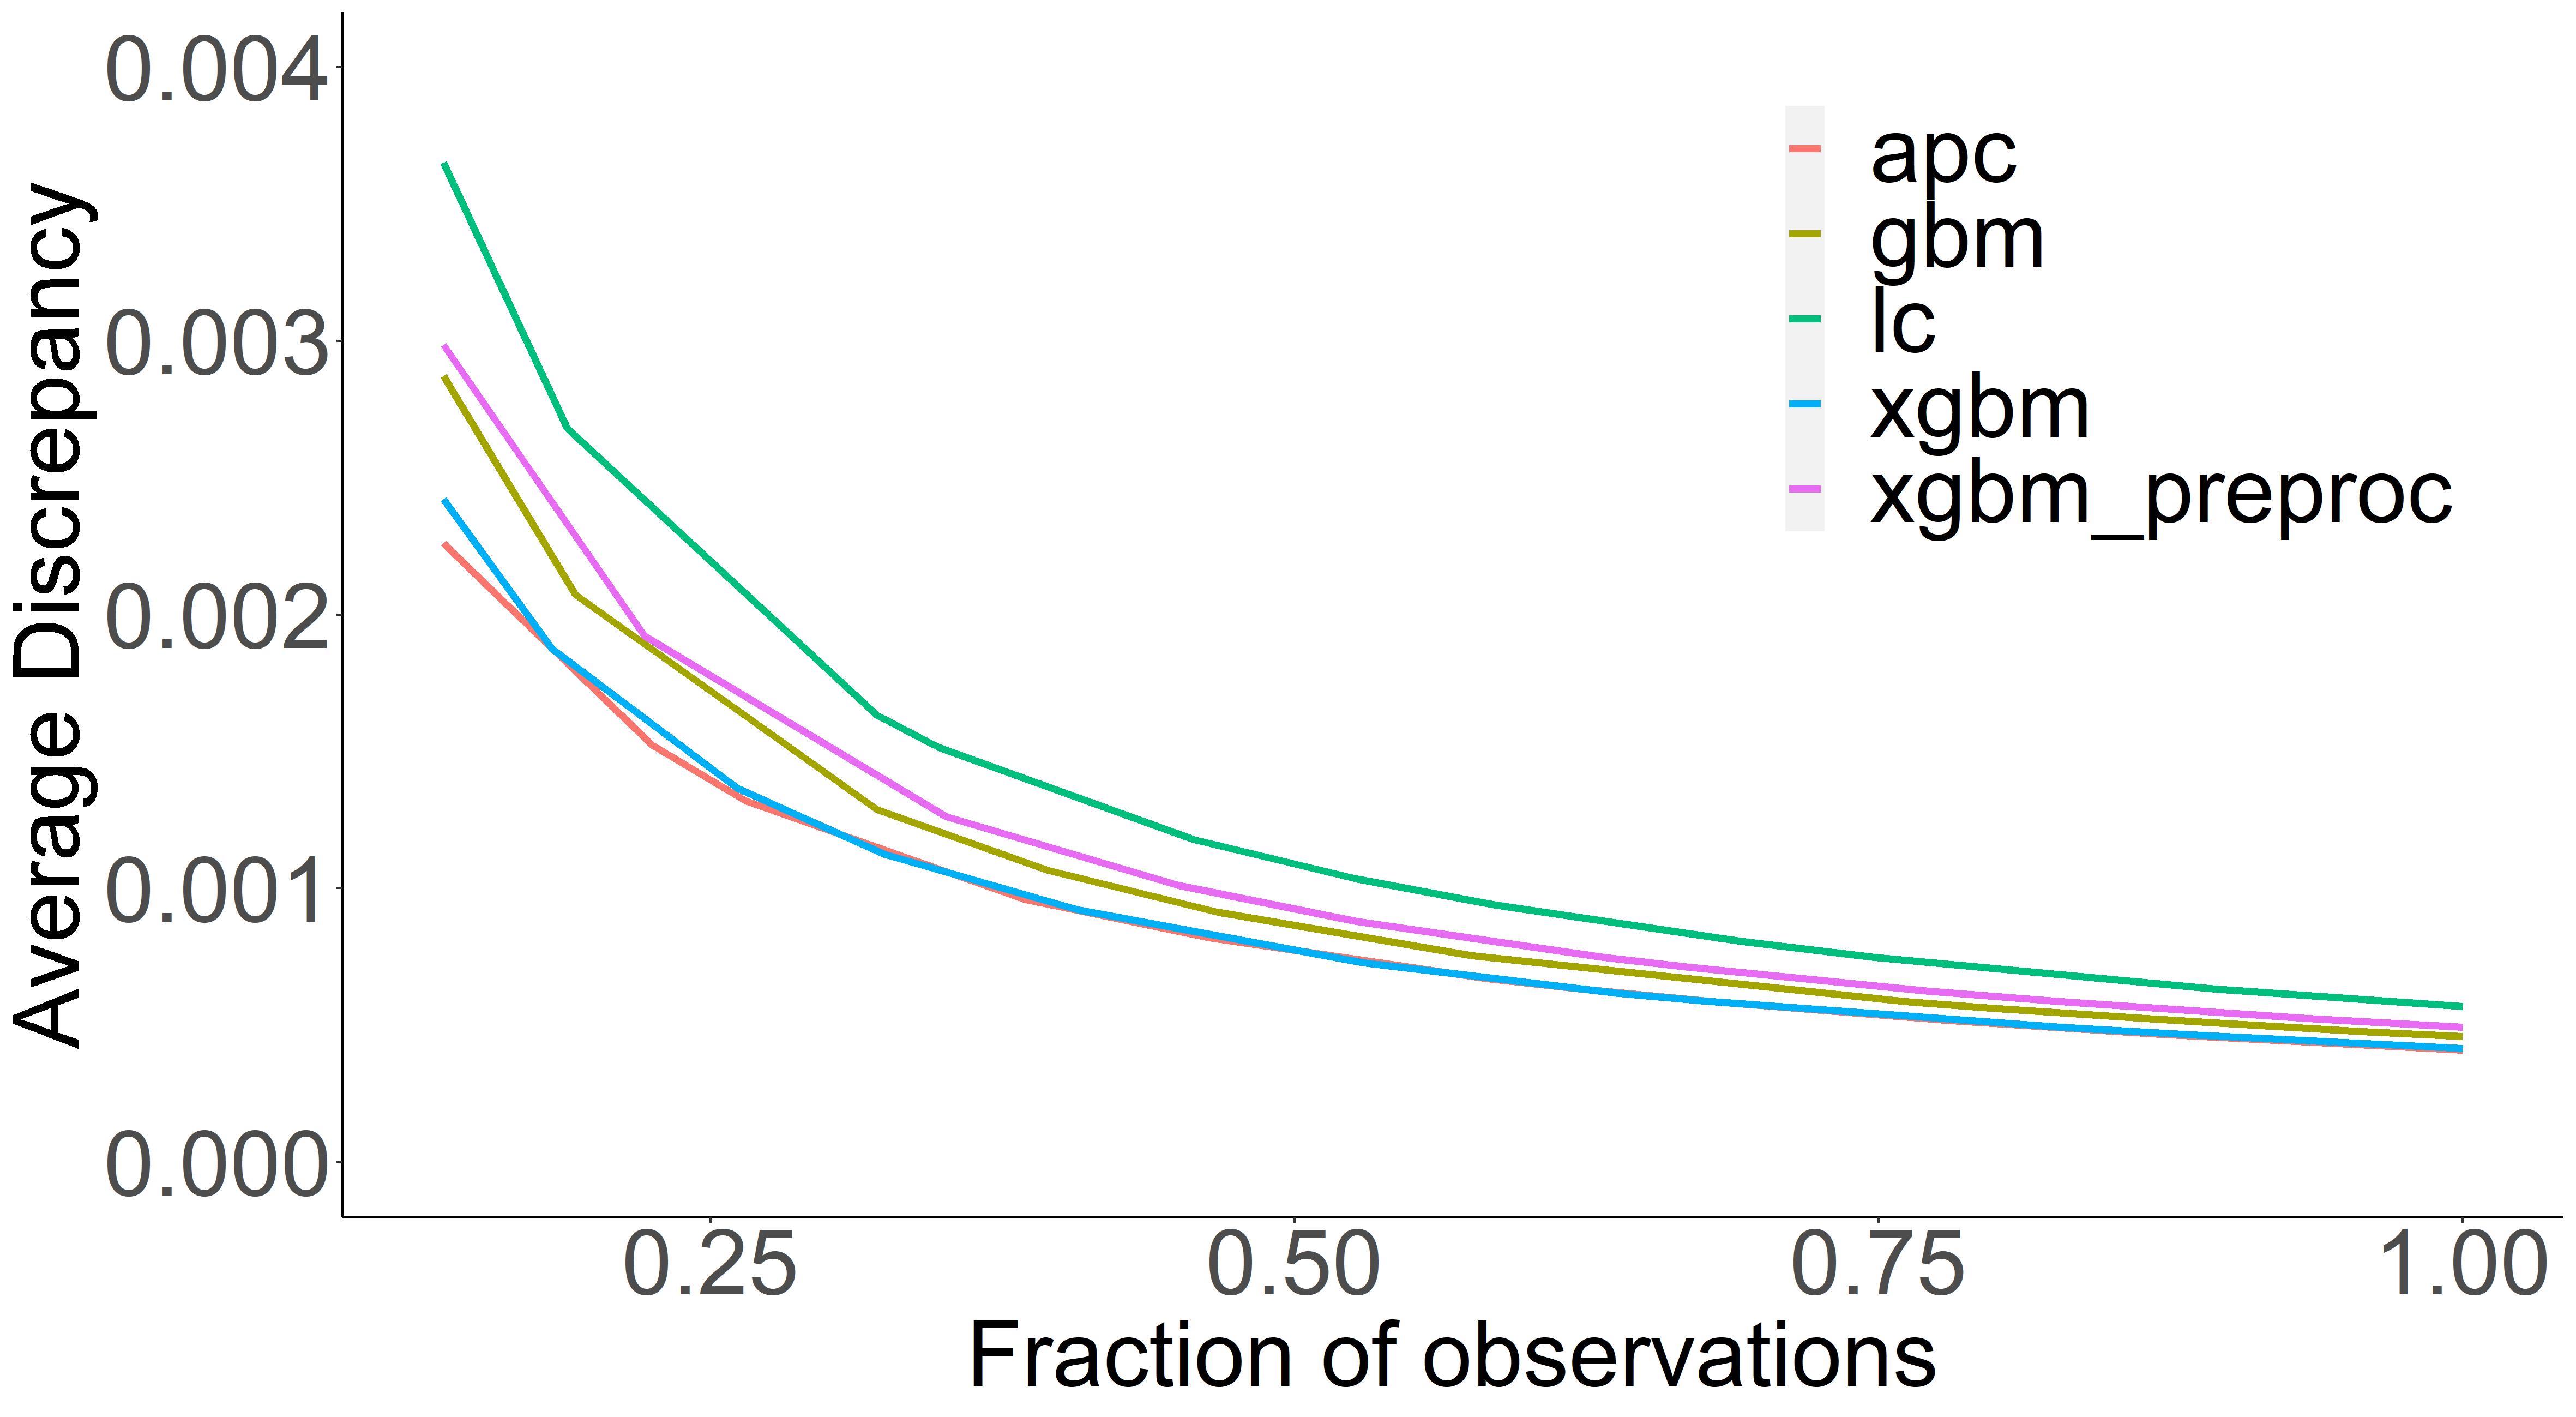 Average Discrepancy
0.004
0.003
0.002
0.001
0.000
apc
gbm
lc
xgbm
xgbm_preproc
0.25 0.50 0.75 1.00
Fraction of observations